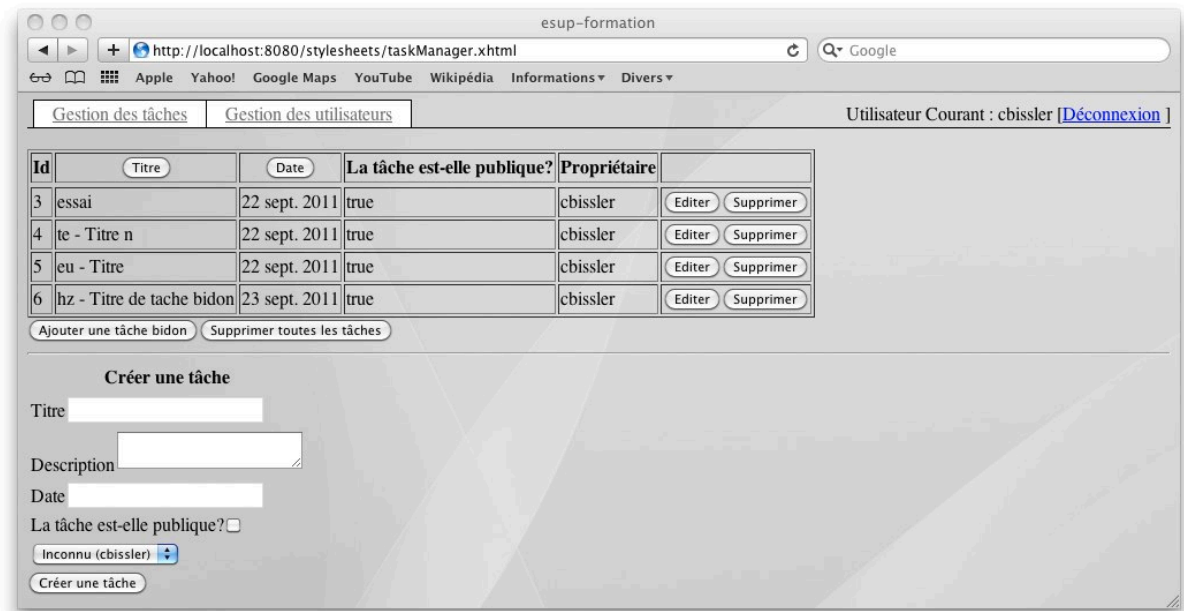 esup-formation
http://localhost:8080/stylesheets/taskManager.xhtml Google
Apple Yahoo! Google Maps YouTube Wikipédia Informations Divers
Gestion des tâches Gestion des utilisateurs Utilisateur Courant : cbissler [Déconnexion ]
Id Titre Date La tâche est-elle publique? Propriétaire
3 essai 22 sept. 2011 true cbissler Editer Supprimer
4 te - Titre n 22 sept. 2011 true cbissler Editer Supprimer
5 eu - Titre 22 sept. 2011 true cbissler Editer Supprimer
6 hz - Titre de tache bidon 23 sept. 2011 true cbissler Editer Supprimer
Ajouter une tâche bidon Supprimer toutes les tâches
Créer une tâche
Titre
Description
Date
La tâche est-elle publique?
Inconnu (cbissler)
Créer une tâche